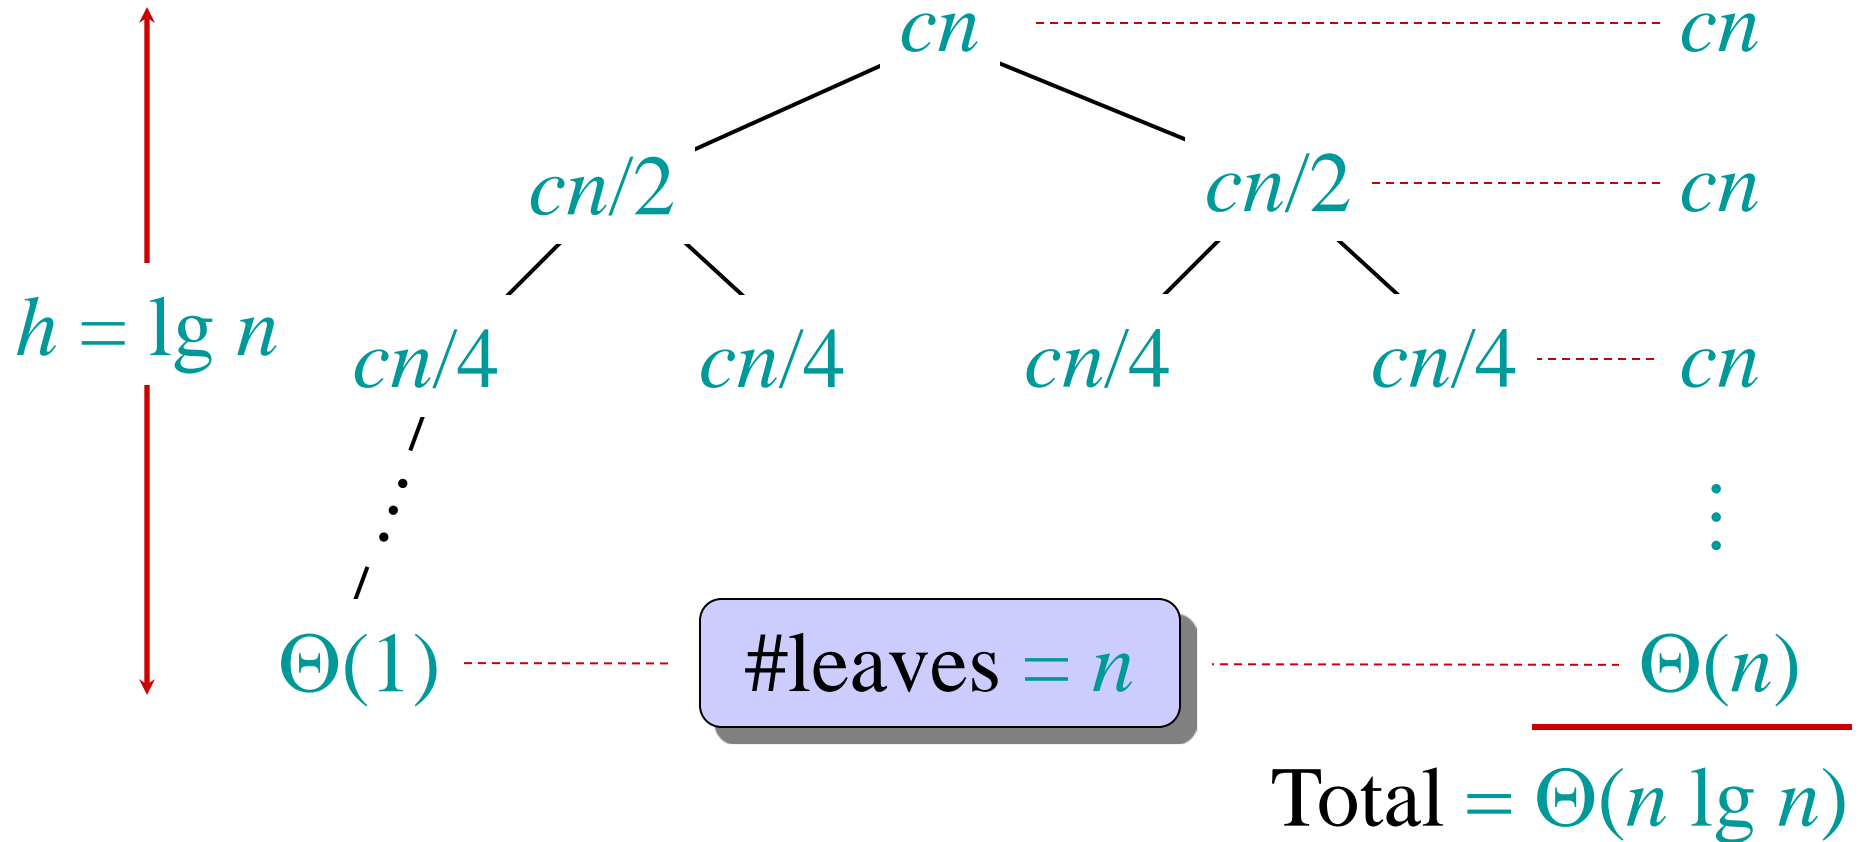 cn cn
cn/2 cn/2 cn
h = lg n cn/4 cn/4 cn/4 cn/4 cn
Θ(1) #leaves = n Θ(n)
Total = Θ(n lg n)